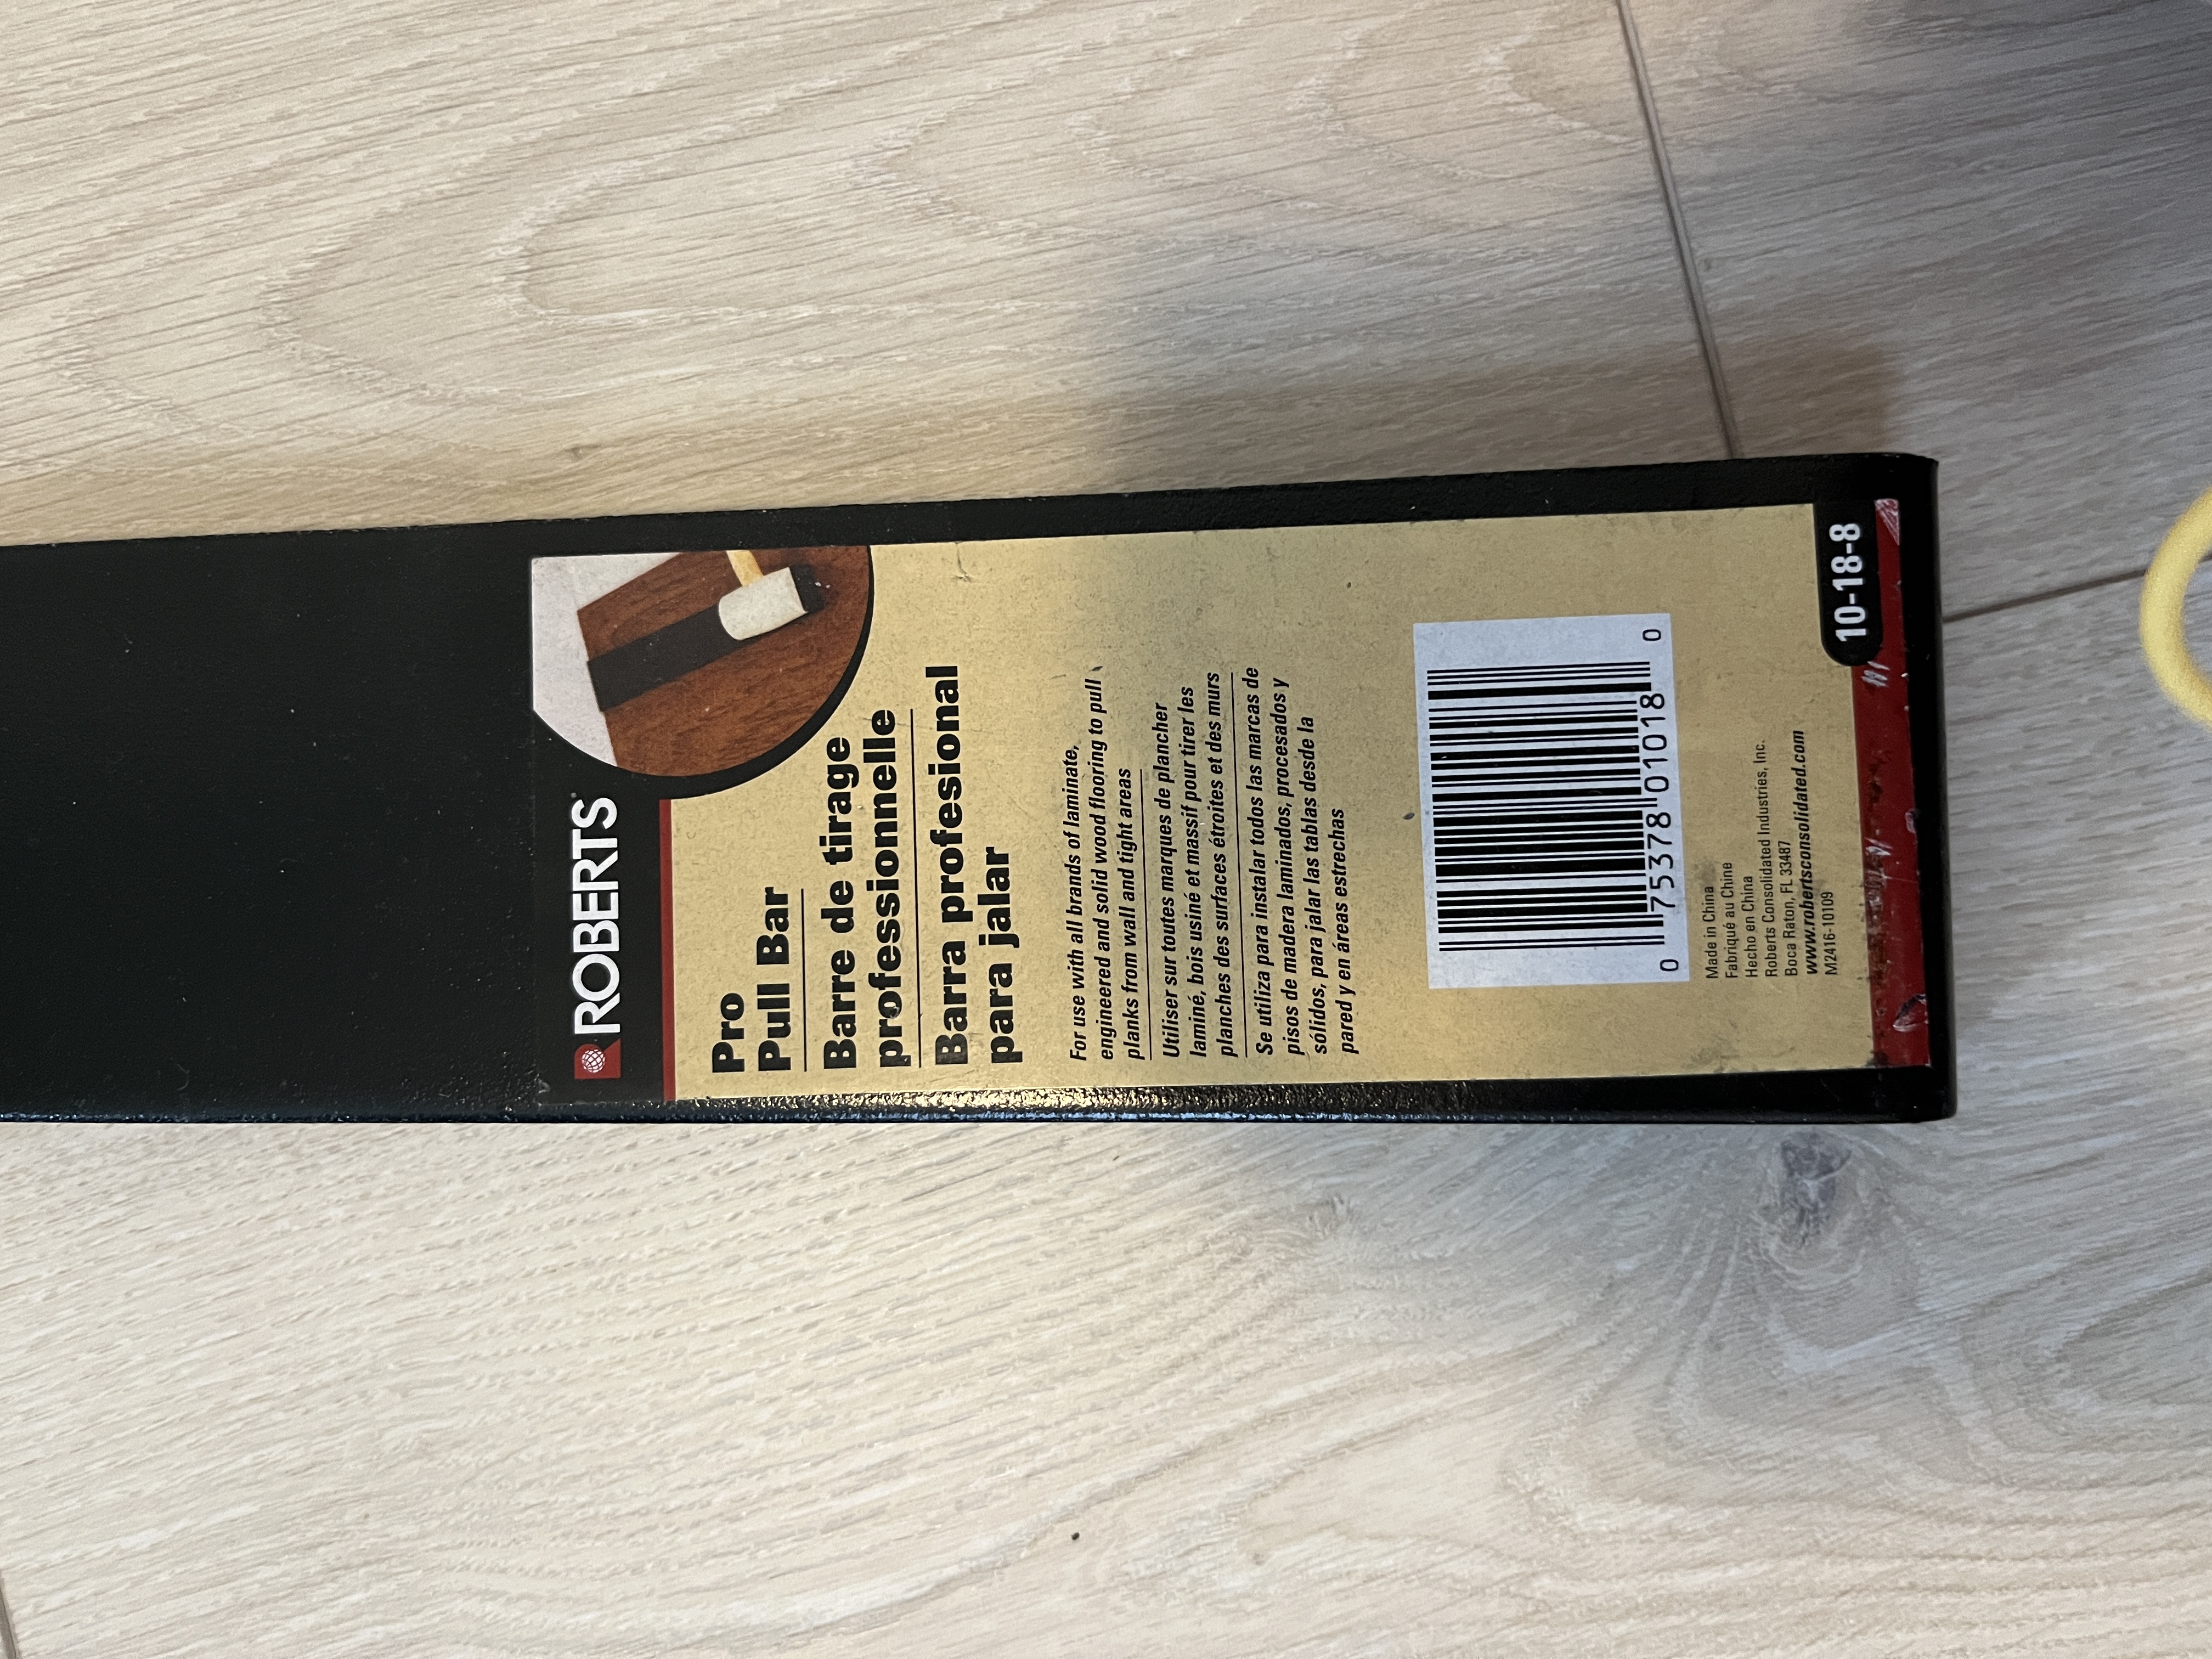 ROBERTS
Pro
Pull Bar
Barre de tirage
professionnelle
Barra profesional
para jalar
For use with all brands of laminate,
engineered and solid wood flooring to pull
planks from wall and tight areas
Utiliser sur toutes marques de plancher
laminé, bois usiné et massif pour tirer les
planches des surfaces étroites et des murs
Se utiliza para instalar todos las marcas de
pisos de madera laminados, procesados y
sólidos, para jalar las tablas desde la
pared y en áreas estrechas
0 75378 01018 0
Made in China
Fabriqué au Chine
Hecho en China
Roberts Consolidated Industries, Inc.
Boca Raton, FL 33487
www.robertsconsolidated.com
M2416-10109
10-18-8